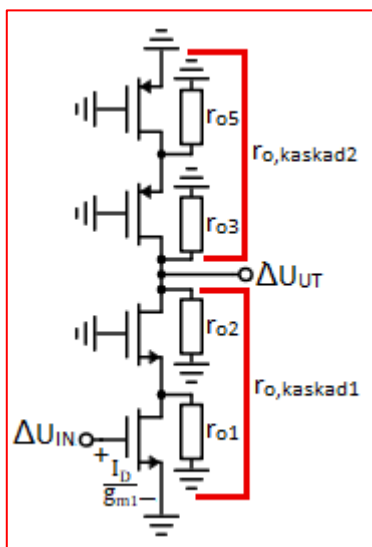 ro5
ro,kaskad2
ro3
ΔUUT
ro2
ro,kaskad1
ro1
ΔUIN
+
ID
gm1
−